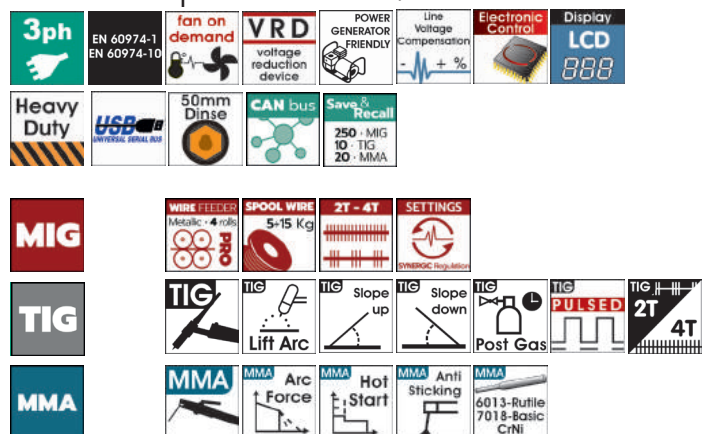 3ph
EN 60974-1
EN 60974-10
fan on
demand
VRD
voltage
reduction
device
POWER
GENERATOR
FRIENDLY
Line
Voltage
Compensation
- + %
Electronic
Control
Display
LCD
888
Heavy
Duty
USB
UNIVERSAL SERIAL BUS
50mm
Dinse
CAN bus
Save &
Recall
250 · MIG
10 · TIG
20 · MMA
MIG
WIRE FEEDER
Metallic · 4 rolls
PRO
SPOOL WIRE
5÷15 Kg
2T - 4T
SETTINGS
SYNERGC Regulation
TIG
TIG
TIG
Lift Arc
TIG
Slope
up
TIG
Slope
down
TIG
Post Gas
TIG
PULSED
TIG
2T
4T
MMA
MMA
MMA
Arc
Force
MMA
Hot
Start
MMA
Anti
Sticking
MMA
6013-Rutile
7018-Basic
CrNi